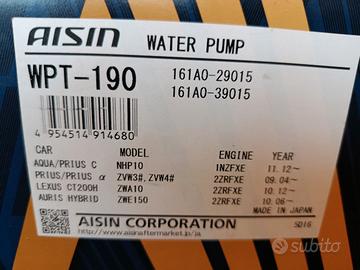 AISIN WATER PUMP
WPT-190 161A0-29015
161A0-39015
4 954514 914680
CAR MODEL ENGINE YEAR
AQUA/PRIUS C NHP10 1NZFXE 11.12~
PRIUS/PRIUS α ZVW3#,ZVW4# 2ZRFXE 09.04~
LEXUS CT200H ZWA10 2ZRFXE 10.12~
AURIS HYBRID ZWE150 2ZRFXE 10.06~
MADE IN JAPAN
AISIN CORPORATION
http://www.aisinaftermarket.jp/a
SD16
subito